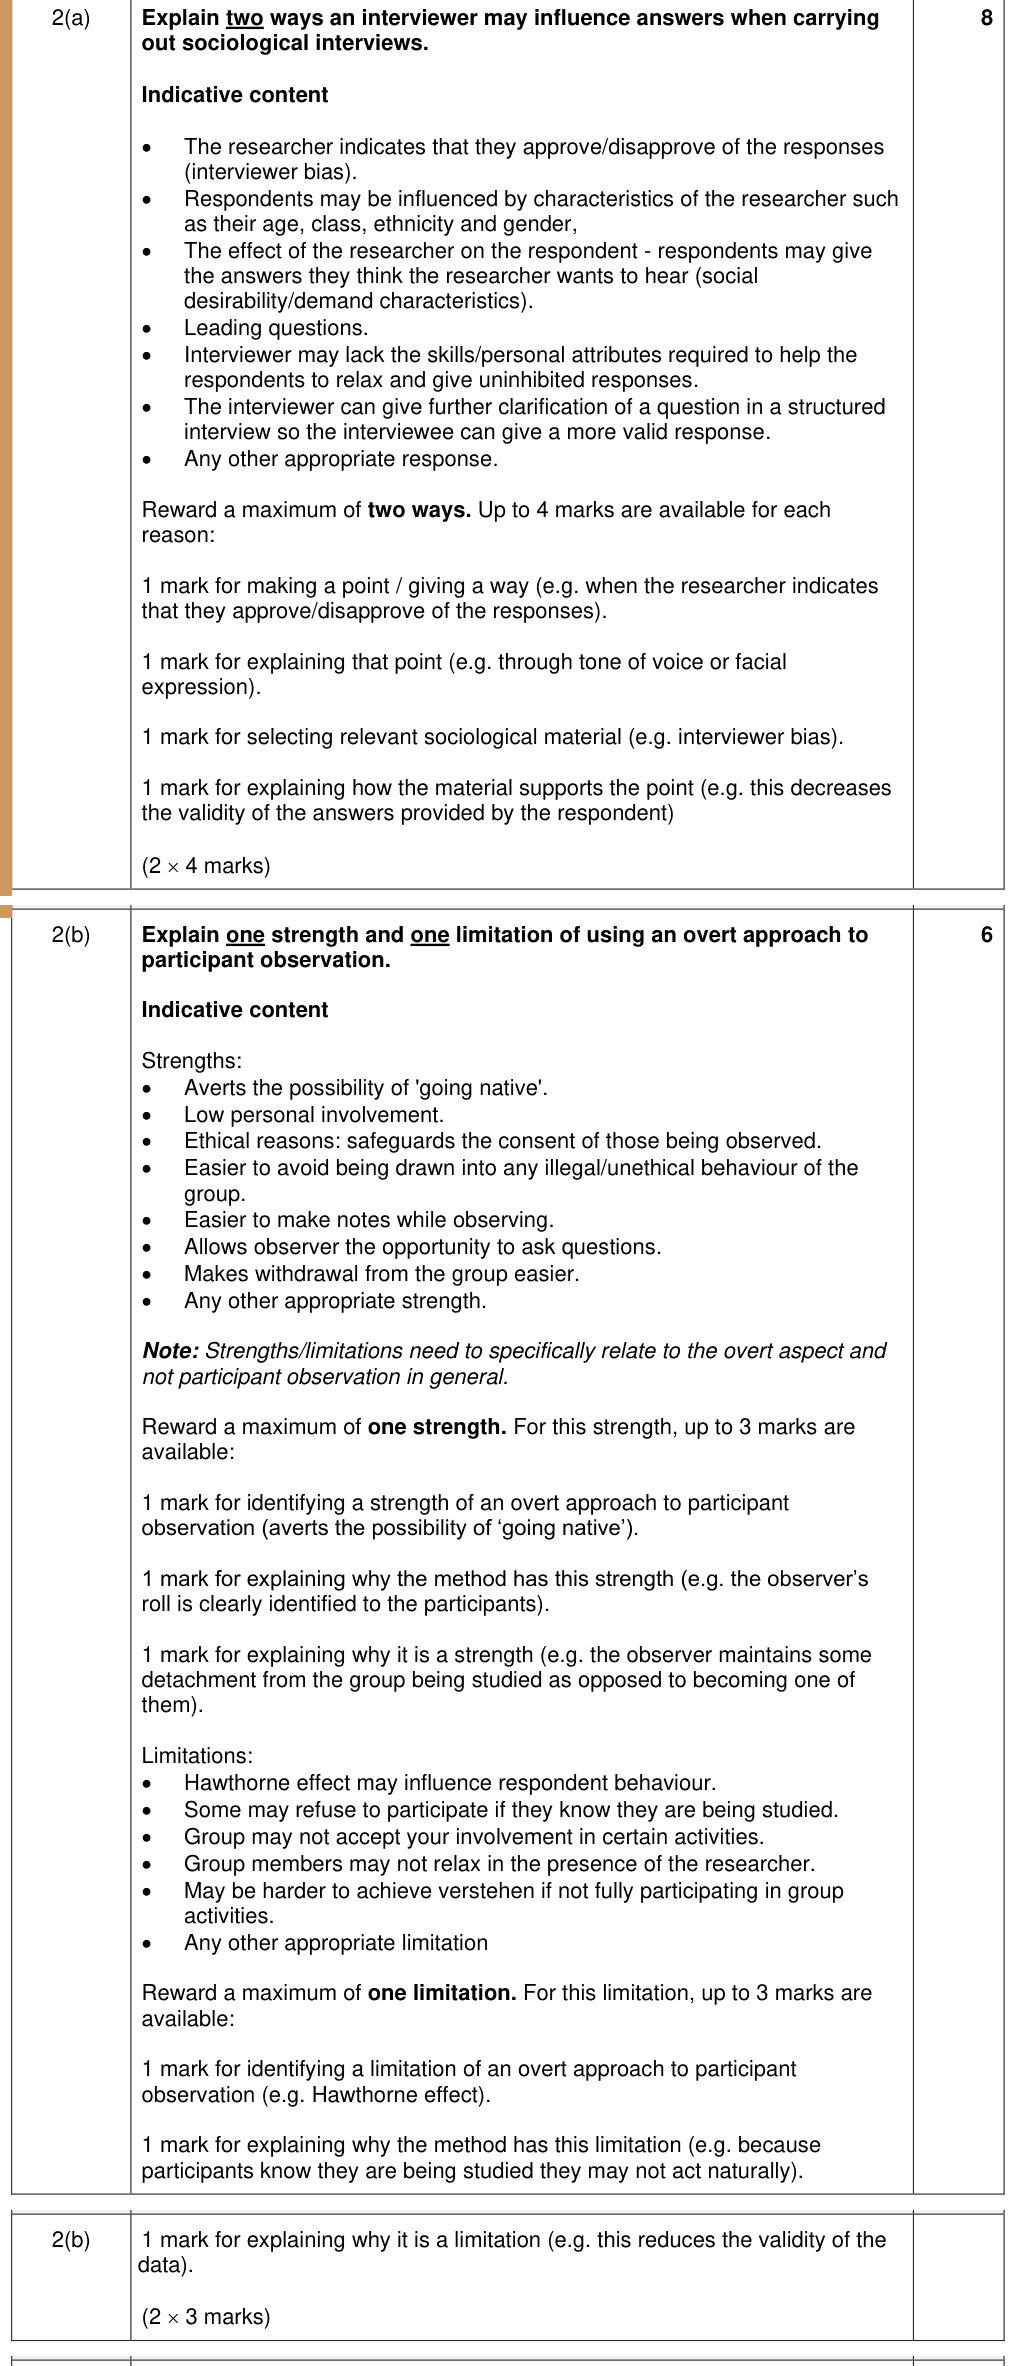 2(a) Explain two ways an interviewer may influence answers when carrying 8
out sociological interviews.
Indicative content
• The researcher indicates that they approve/disapprove of the responses
(interviewer bias).
• Respondents may be influenced by characteristics of the researcher such
as their age, class, ethnicity and gender,
• The effect of the researcher on the respondent - respondents may give
the answers they think the researcher wants to hear (social
desirability/demand characteristics).
• Leading questions.
• Interviewer may lack the skills/personal attributes required to help the
respondents to relax and give uninhibited responses.
• The interviewer can give further clarification of a question in a structured
interview so the interviewee can give a more valid response.
• Any other appropriate response.
Reward a maximum of two ways. Up to 4 marks are available for each
reason:
1 mark for making a point / giving a way (e.g. when the researcher indicates
that they approve/disapprove of the responses).
1 mark for explaining that point (e.g. through tone of voice or facial
expression).
1 mark for selecting relevant sociological material (e.g. interviewer bias).
1 mark for explaining how the material supports the point (e.g. this decreases
the validity of the answers provided by the respondent)
(2 × 4 marks)
2(b) Explain one strength and one limitation of using an overt approach to 6
participant observation.
Indicative content
Strengths:
• Averts the possibility of 'going native'.
• Low personal involvement.
• Ethical reasons: safeguards the consent of those being observed.
• Easier to avoid being drawn into any illegal/unethical behaviour of the
group.
• Easier to make notes while observing.
• Allows observer the opportunity to ask questions.
• Makes withdrawal from the group easier.
• Any other appropriate strength.
Note: Strengths/limitations need to specifically relate to the overt aspect and
not participant observation in general.
Reward a maximum of one strength. For this strength, up to 3 marks are
available:
1 mark for identifying a strength of an overt approach to participant
observation (averts the possibility of ‘going native’).
1 mark for explaining why the method has this strength (e.g. the observer’s
roll is clearly identified to the participants).
1 mark for explaining why it is a strength (e.g. the observer maintains some
detachment from the group being studied as opposed to becoming one of
them).
Limitations:
• Hawthorne effect may influence respondent behaviour.
• Some may refuse to participate if they know they are being studied.
• Group may not accept your involvement in certain activities.
• Group members may not relax in the presence of the researcher.
• May be harder to achieve verstehen if not fully participating in group
activities.
• Any other appropriate limitation
Reward a maximum of one limitation. For this limitation, up to 3 marks are
available:
1 mark for identifying a limitation of an overt approach to participant
observation (e.g. Hawthorne effect).
1 mark for explaining why the method has this limitation (e.g. because
participants know they are being studied they may not act naturally).
2(b) 1 mark for explaining why it is a limitation (e.g. this reduces the validity of the
data).
(2 × 3 marks)